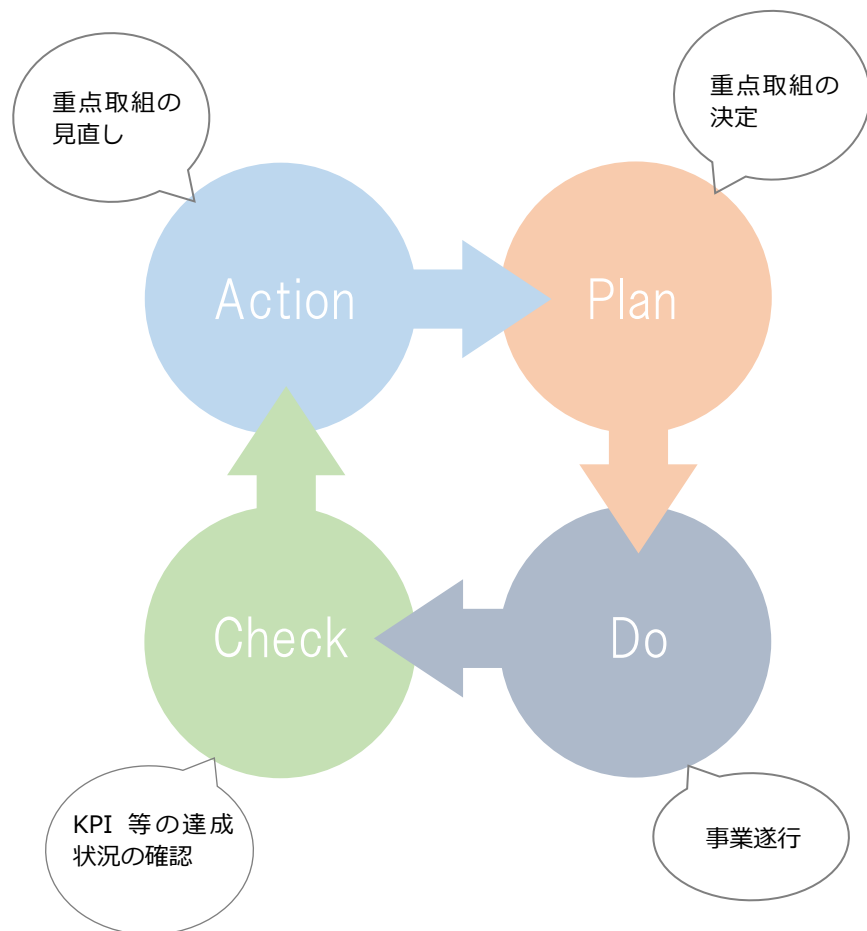 重点取組の
見直し
重点取組の
決定
Action
Plan
Check
Do
KPI 等の達成
状況の確認
事業遂行